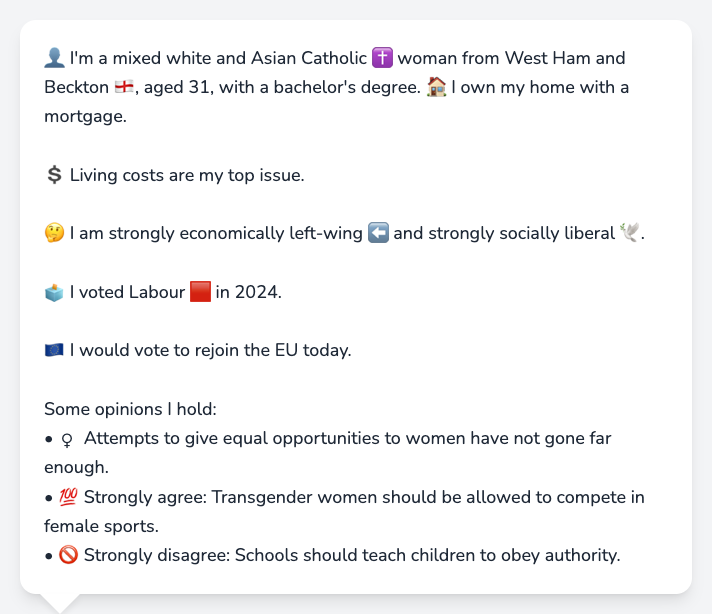 👤 I'm a mixed white and Asian Catholic ✝️ woman from West Ham and
Beckton 🏴󠁧󠁢󠁥󠁮󠁧󠁿, aged 31, with a bachelor's degree. 🏠 I own my home with a
mortgage.
💲 Living costs are my top issue.
🤔 I am strongly economically left-wing ⬅️ and strongly socially liberal 🕊️.
🗳️ I voted Labour 🟥 in 2024.
🇪🇺 I would vote to rejoin the EU today.
Some opinions I hold:
• ♀ Attempts to give equal opportunities to women have not gone far
enough.
• 💯 Strongly agree: Transgender women should be allowed to compete in
female sports.
• 🚫 Strongly disagree: Schools should teach children to obey authority.